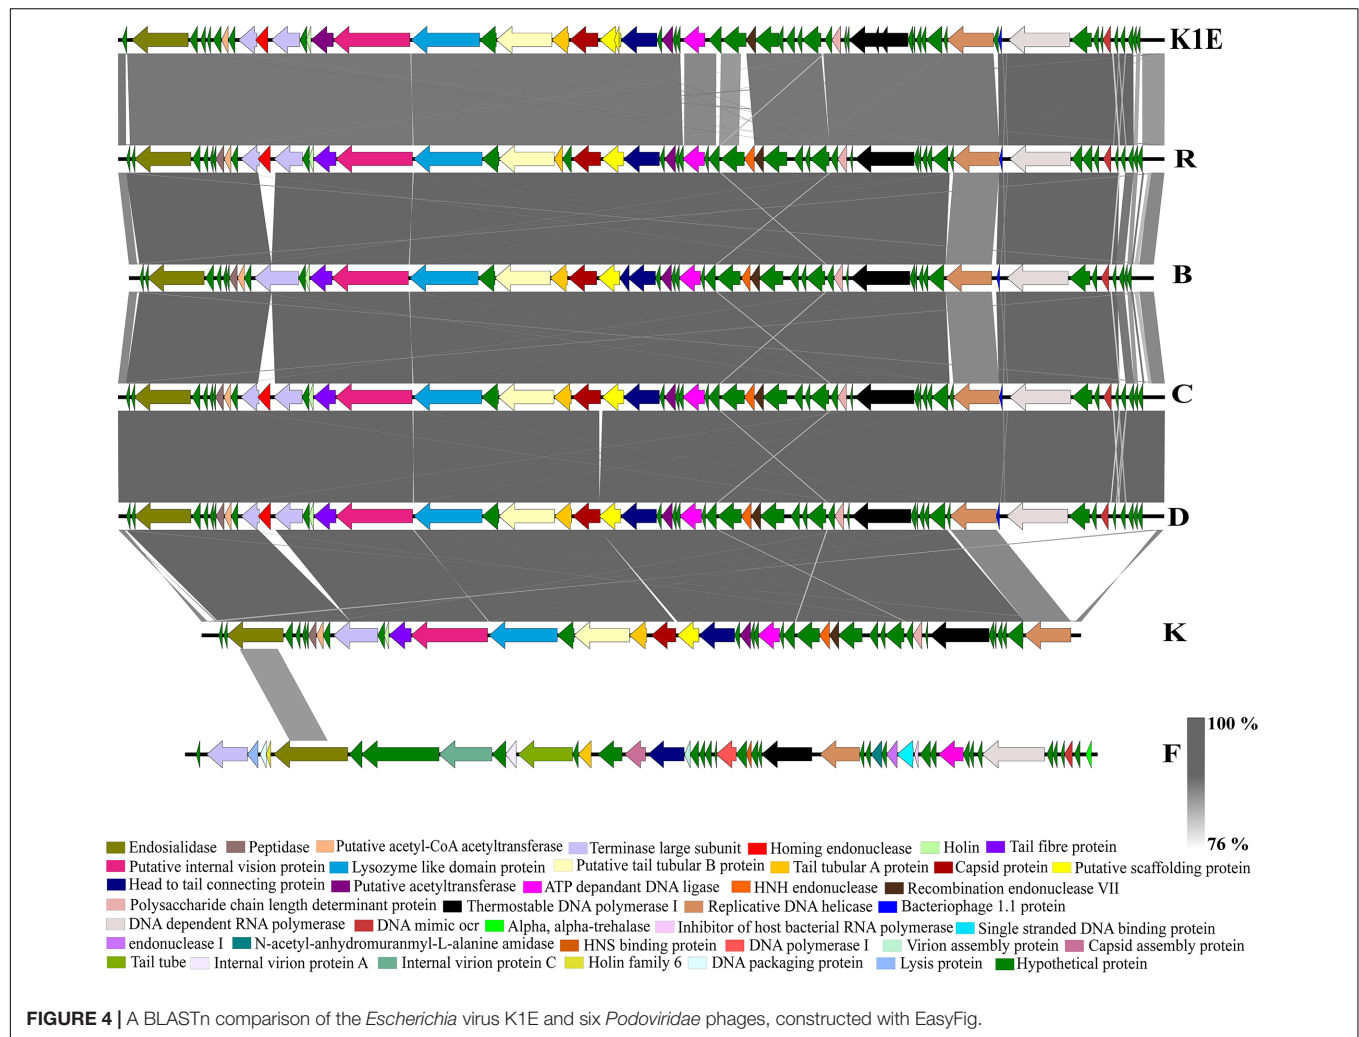 K1E
R
B
C
D
K
F
100 %
76 %
Endosialidase Peptidase Putative acetyl-CoA acetyltransferase Terminase large subunit Homing endonuclease Holin Tail fibre protein
Putative internal vision protein Lysozyme like domain protein Putative tail tubular B protein Tail tubular A protein Capsid protein Putative scaffolding protein
Head to tail connecting protein Putative acetyltransferase ATP depandant DNA ligase HNH endonuclease Recombination endonuclease VII
Polysaccharide chain length determinant protein Thermostable DNA polymerase I Replicative DNA helicase Bacteriophage 1.1 protein
DNA dependent RNA polymerase DNA mimic ocr Alpha, alpha-trehalase Inhibitor of host bacterial RNA polymerase Single stranded DNA binding protein
endonuclease I N-acetyl-anhydromuranmyl-L-alanine amidase HNS binding protein DNA polymerase I Virion assembly protein Capsid assembly protein
Tail tube Internal virion protein A Internal virion protein C Holin family 6 DNA packaging protein Lysis protein Hypothetical protein
FIGURE 4 | A BLASTn comparison of the Escherichia virus K1E and six Podoviridae phages, constructed with EasyFig.